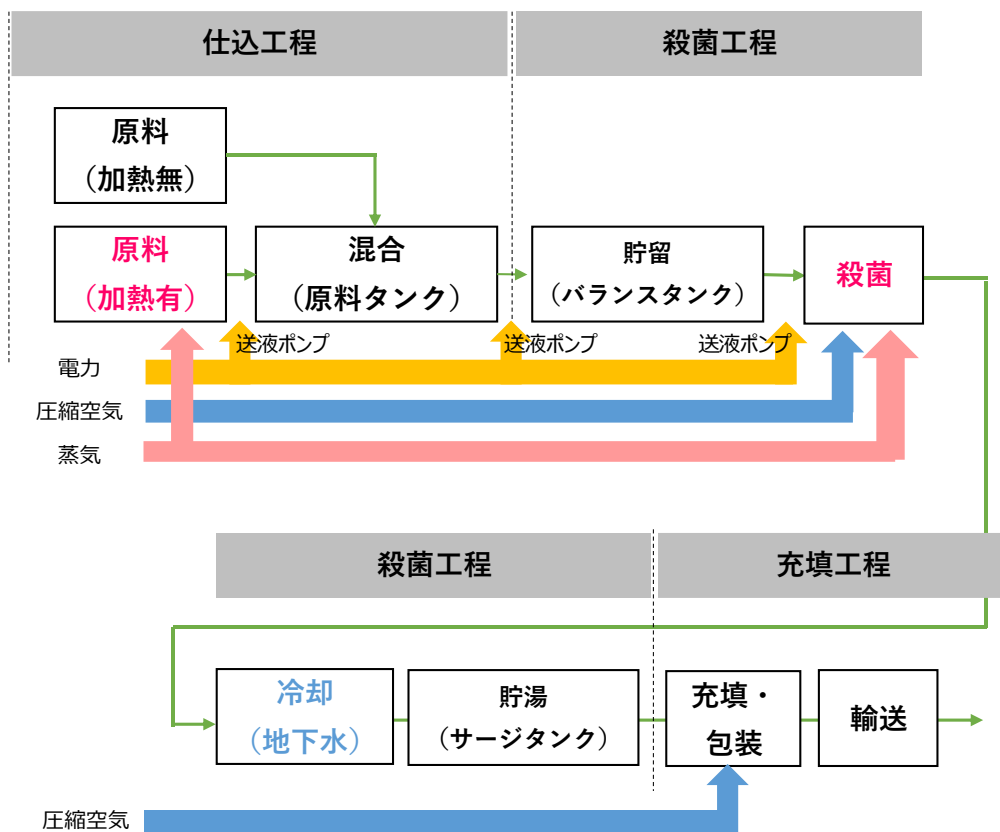 仕込工程
殺菌工程
原料
（加熱無）
原料
（加熱有）
混合
（原料タンク）
貯留
（バランスタンク）
殺菌
送液ポンプ
送液ポンプ
送液ポンプ
電力
圧縮空気
蒸気
殺菌工程
充填工程
冷却
（地下水）
貯湯
（サージタンク）
充填・
包装
輸送
圧縮空気